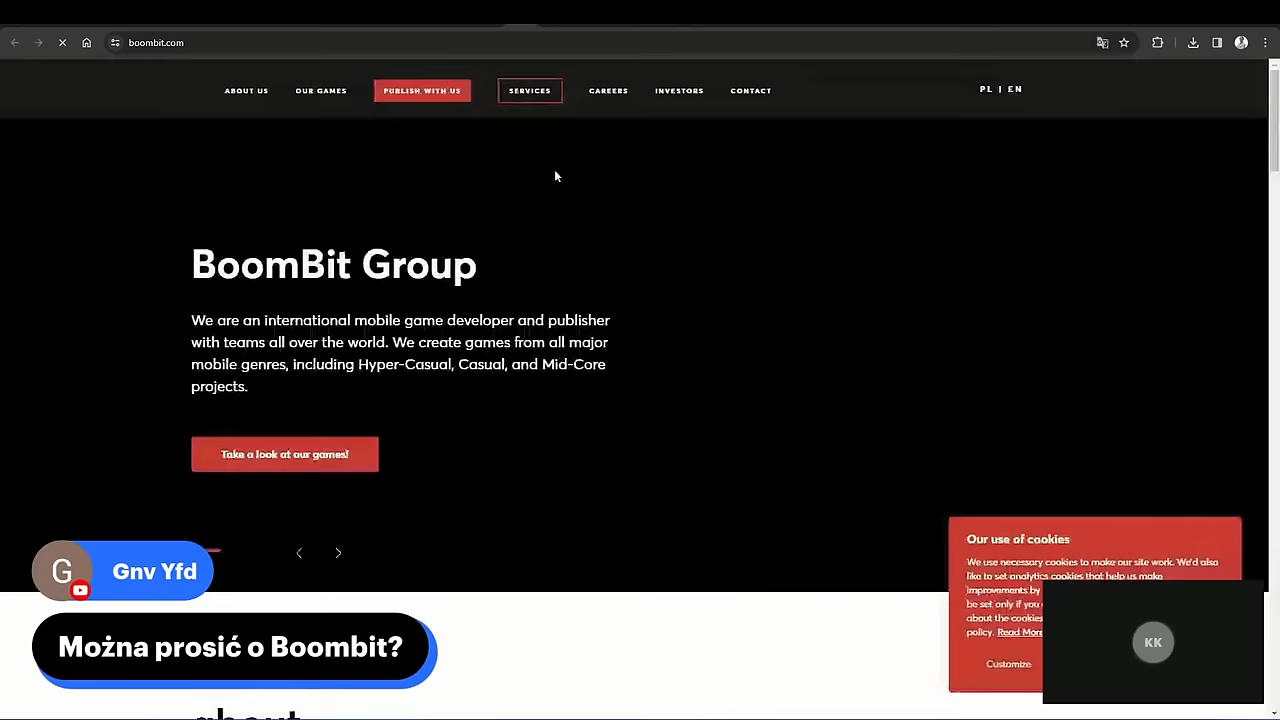 boombit.com
ABOUT US
OUR GAMES
PUBLISH WITH US
SERVICES
CAREERS
INVESTORS
CONTACT
PL | EN
BoomBit Group
We are an international mobile game developer and publisher
with teams all over the world. We create games from all major
mobile genres, including Hyper-Casual, Casual, and Mid-Core
projects.
Take a look at our games!
Our use of cookies
We use necessary cookies to make our site work. We'd also
like to set analytics cookies that help us make
improvements by
be set only if you
about the cookies
policy. Read More
Customize
KK
G
Gnv Yfd
Można prosić o Boombit?
about